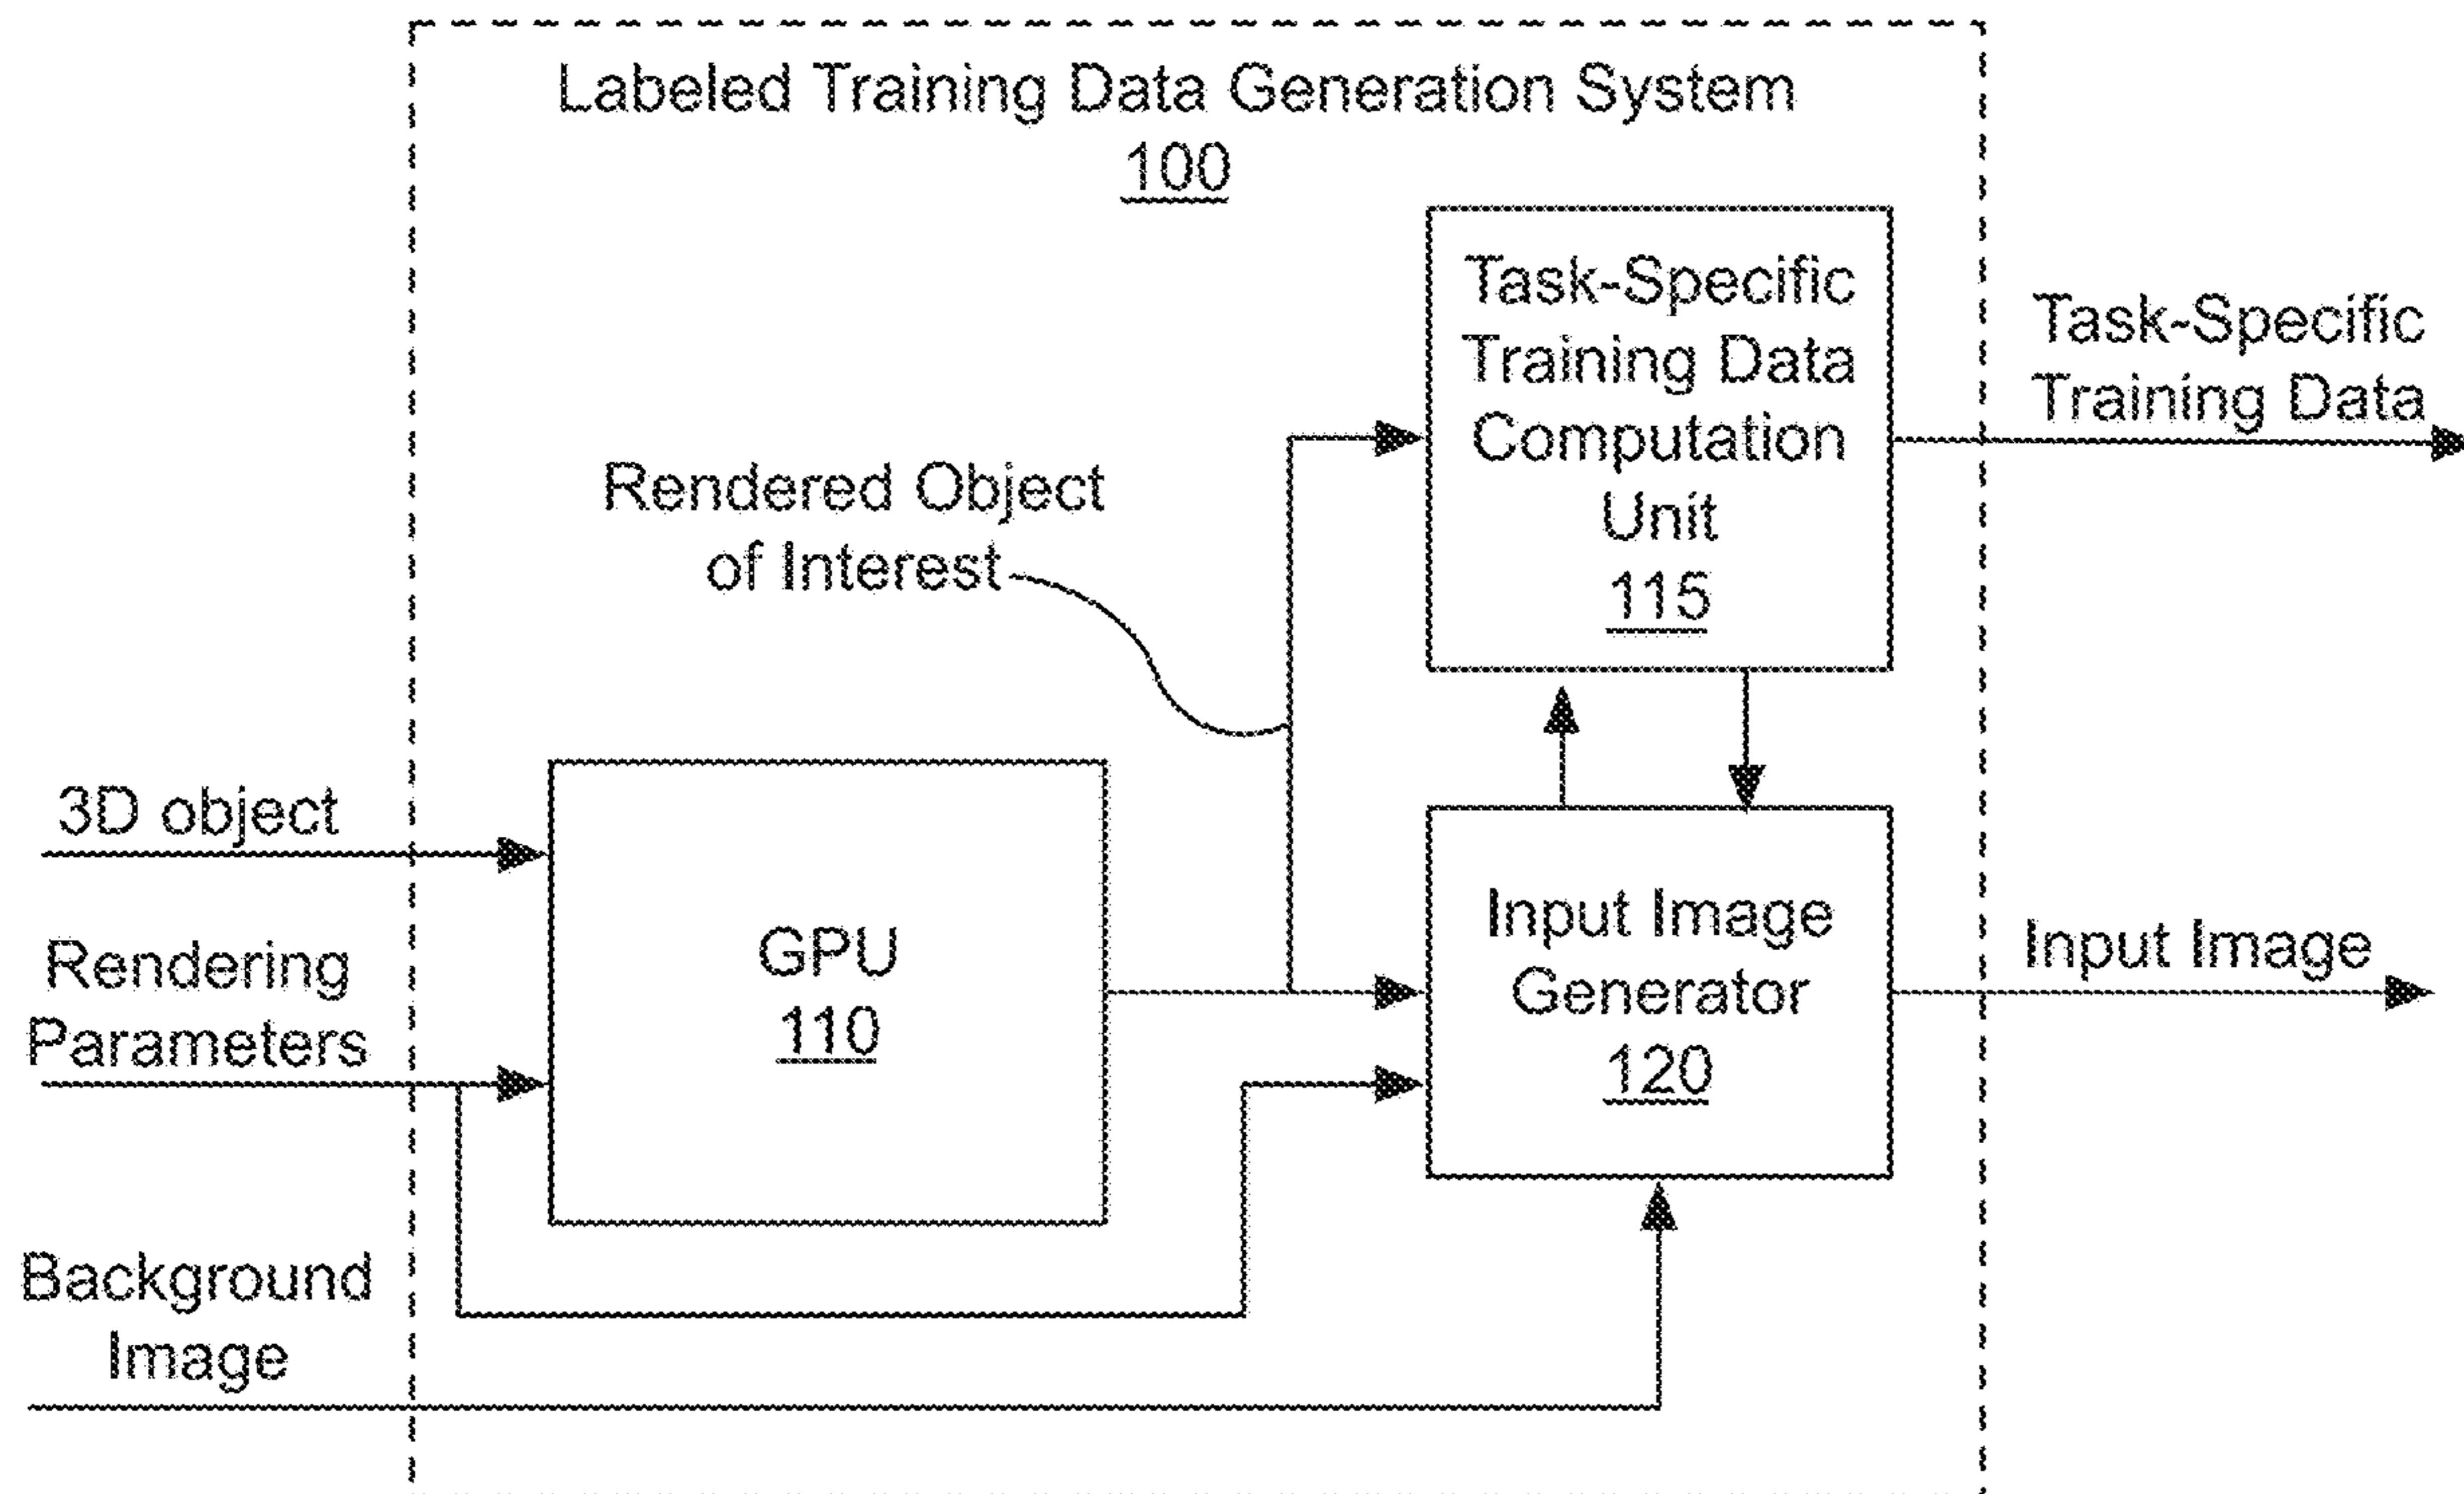 Labeled Training Data Generation System
100
Task-Specific
Training Data
Computation
Unit
115
Task-Specific
Training Data
Rendered Object
of Interest
3D object
Rendering
Parameters
GPU
110
Input Image
Generator
120
Input Image
Background
Image